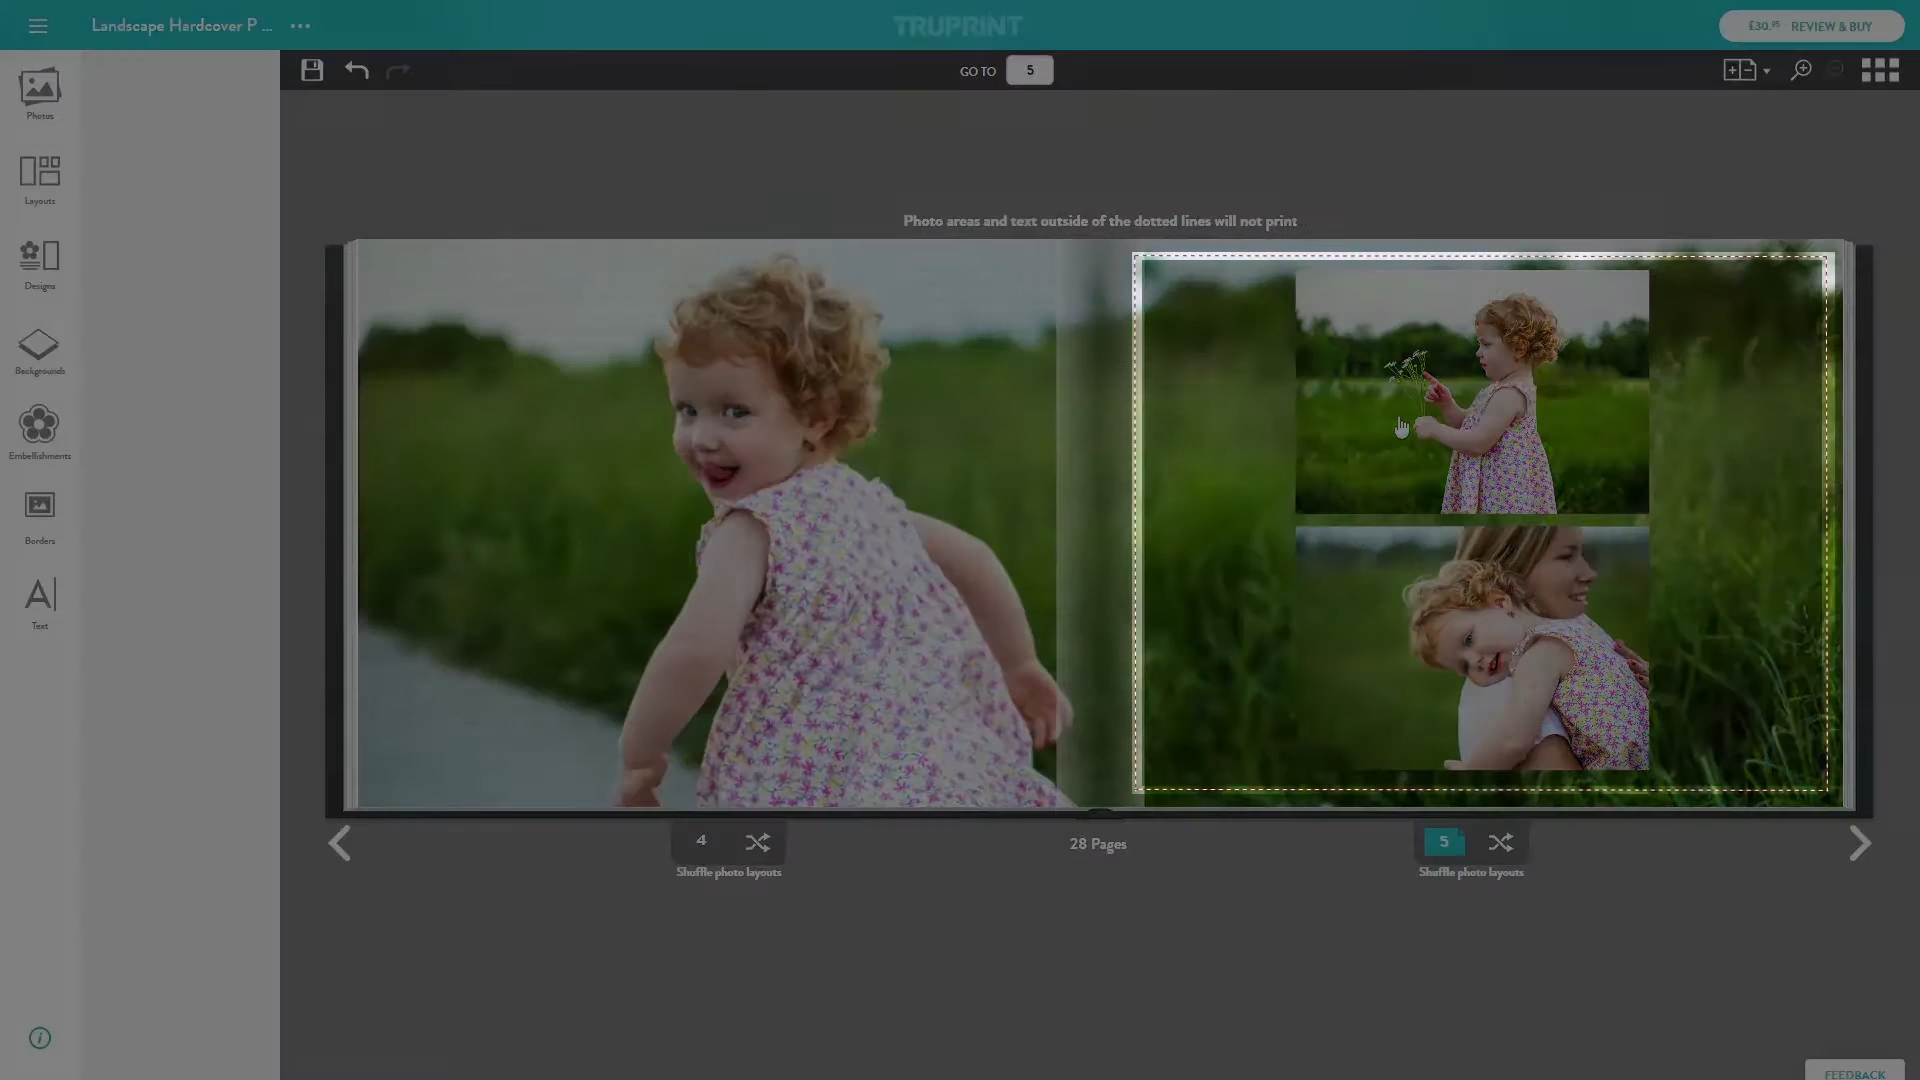 Landscape Hardcover P ...
TRUPRINT
£30.95 REVIEW & BUY
GO TO 5
Photos
Layouts
Designs
Backgrounds
Embellishments
Borders
A
Text
Photo areas and text outside of the dotted lines will not print
4
28 Pages
5
Shuffle photo layouts
Shuffle photo layouts
i
FEEDBACK